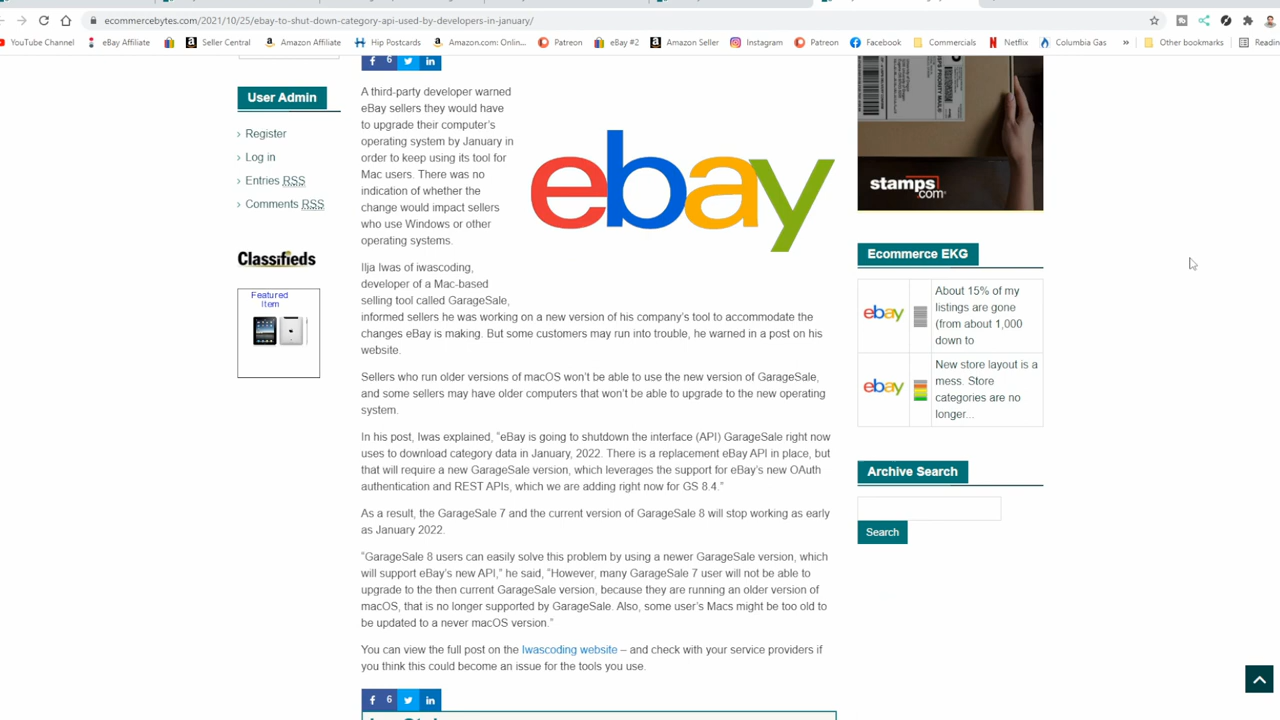 ecommercebytes.com/2021/10/25/ebay-to-shut-down-category-api-used-by-developers-in-january/
YouTube Channel eBay Affiliate Seller Central Amazon Affiliate Hip Postcards Amazon.com: Onli... Patreon eBay #2 Amazon Seller Instagram Patreon Facebook Commercials Netflix Columbia Gas » Other bookmarks Readin
6
User Admin
Register
Log in
Entries RSS
Comments RSS
Classifieds
Featured
Item
A third-party developer warned
eBay sellers they would have
to upgrade their computer's
operating system by January in
order to keep using its tool for
Mac users. There was no
indication of whether the
change would impact sellers
who use Windows or other
operating systems.
ebay
Ilja Iwas of iwascoding,
developer of a Mac-based
selling tool called GarageSale,
informed sellers he was working on a new version of his company's tool to accommodate the
changes eBay is making. But some customers may run into trouble, he warned in a post on his
website.
Sellers who run older versions of macOS won't be able to use the new version of GarageSale,
and some sellers may have older computers that won't be able to upgrade to the new operating
system.
In his post, Iwas explained, "eBay is going to shutdown the interface (API) GarageSale right now
uses to download category data in January, 2022. There is a replacement eBay API in place, but
that will require a new GarageSale version, which leverages the support for eBay's new OAuth
authentication and REST APIs, which we are adding right now for GS 8.4."
As a result, the GarageSale 7 and the current version of GarageSale 8 will stop working as early
as January 2022.
"GarageSale 8 users can easily solve this problem by using a newer GarageSale version, which
will support eBay's new API," he said, "However, many GarageSale 7 user will not be able to
upgrade to the then current GarageSale version, because they are running an older version of
macOS, that is no longer supported by GarageSale. Also, some user's Macs might be too old to
be updated to a never macOS version."
You can view the full post on the Iwascoding website – and check with your service providers if
you think this could become an issue for the tools you use.
6
PRIORITY MAIL
stamps.com
Ecommerce EKG
ebay
About 15% of my
listings are gone
(from about 1,000
down to
ebay
New store layout is a
mess. Store
categories are no
longer...
Archive Search
Search